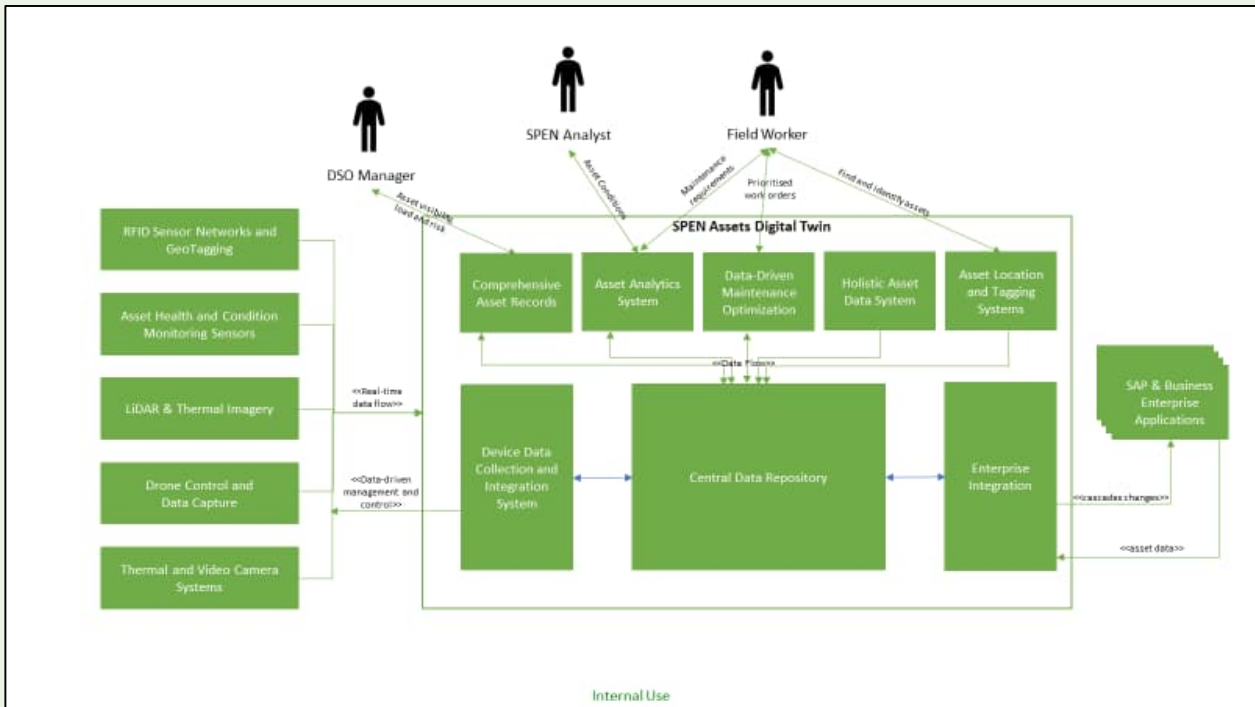 SPEN Analyst
Field Worker
DSO Manager
Asset visibility,
load and risk
Asset Conditions
Maintenance
requirements
Prioritised
work orders
Find and identify assets
SPEN Assets Digital Twin
RFID Sensor Networks and
GeoTagging
Asset Health and Condition
Monitoring Sensors
LiDAR & Thermal Imagery
Drone Control and
Data Capture
Thermal and Video Camera
Systems
<<Real-time
data flow>>
<<Data-driven
management and
control>>
Comprehensive
Asset Records
Asset Analytics
System
Data-Driven
Maintenance
Optimization
Holistic Asset
Data System
Asset Location
and Tagging
Systems
<<Data Flow>>
Device Data
Collection and
Integration
System
Central Data Repository
Enterprise
Integration
SAP & Business
Enterprise
Applications
<<cascades changes>>
<<asset data>>
Internal Use